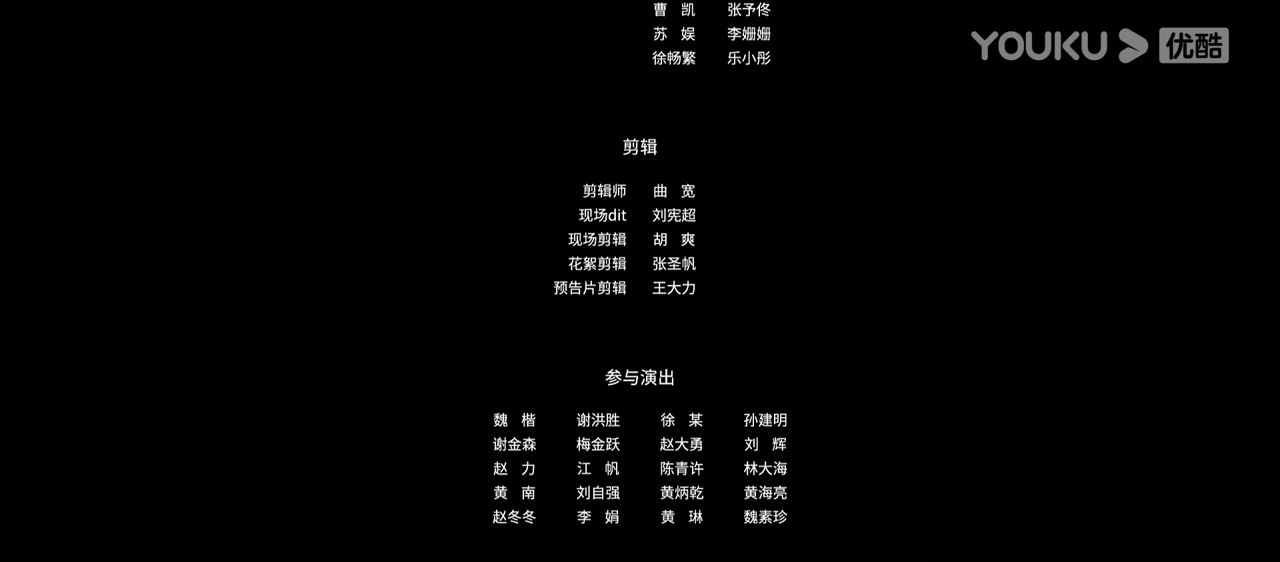 曹 凯 张予佟
苏 娱 李姗姗
徐畅繁 乐小彤
YOUKU 优酷
剪辑
剪辑师 曲 宽
现场dit 刘宪超
现场剪辑 胡 爽
花絮剪辑 张圣帆
预告片剪辑 王大力
参与演出
魏 楷 谢洪胜 徐 某 孙建明
谢金森 梅金跃 赵大勇 刘 辉
赵 力 江 帆 陈青许 林大海
黄 南 刘自强 黄炳乾 黄海亮
赵冬冬 李 娟 黄 琳 魏素珍